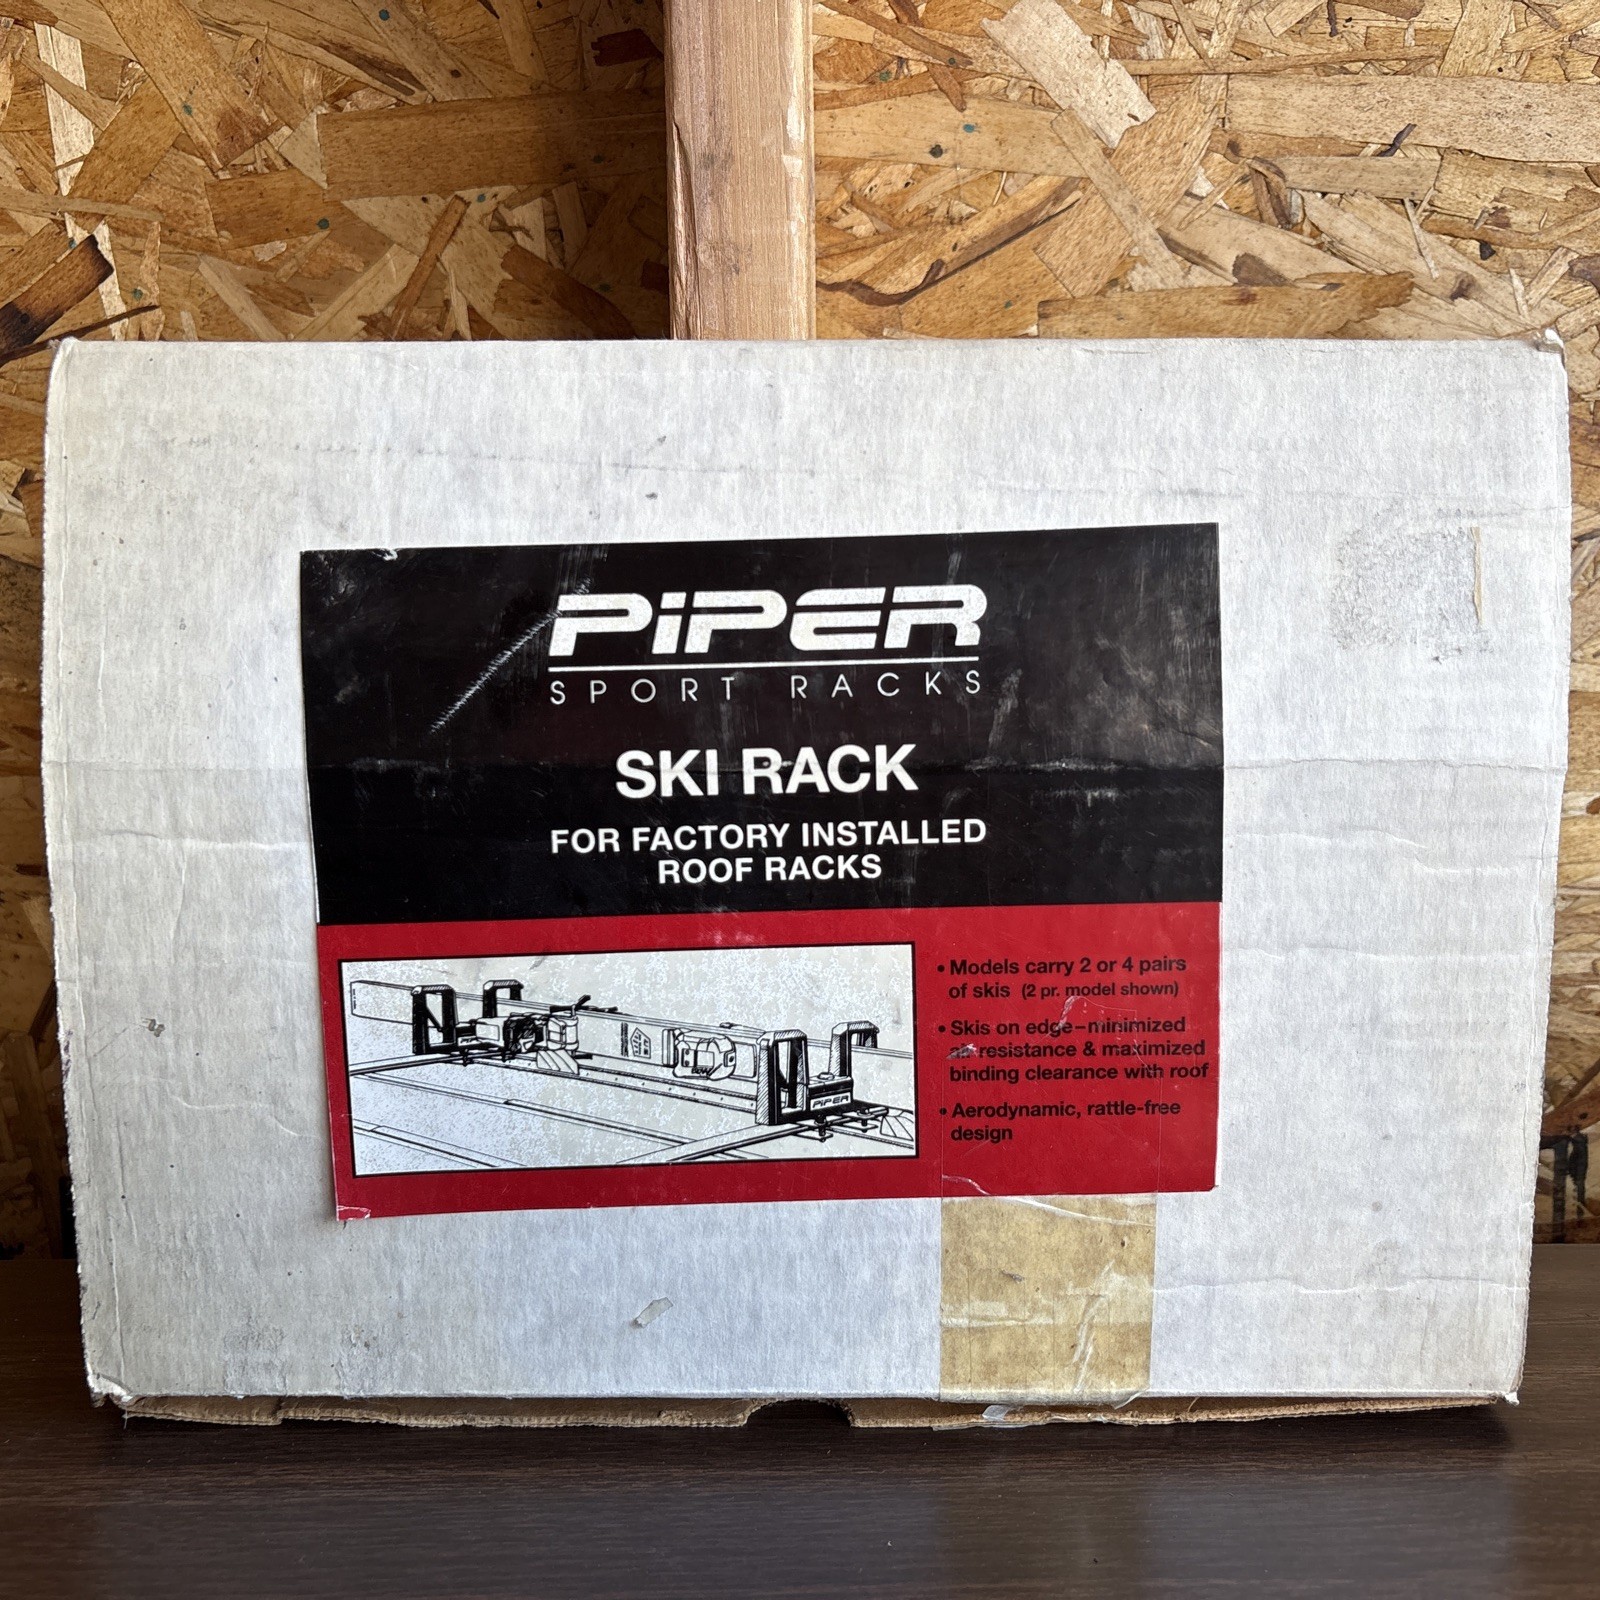 PiPER
SPORT RACKS
SKI RACK
FOR FACTORY INSTALLED
ROOF RACKS
• Models carry 2 or 4 pairs
of skis (2 pr. model shown)
• Skis on edge–minimized
air resistance & maximized
binding clearance with roof
• Aerodynamic, rattle-free
design
PiPER